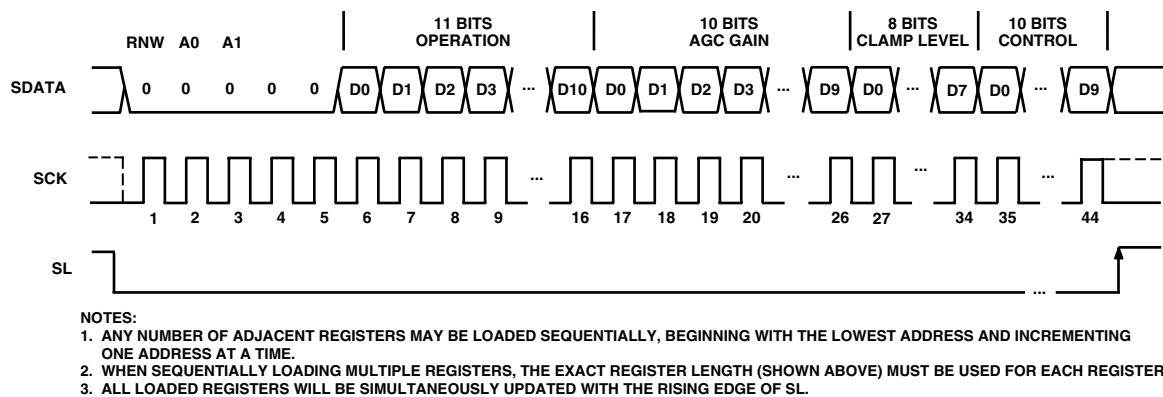 11 BITS OPERATION
10 BITS AGC GAIN
8 BITS CLAMP LEVEL
10 BITS CONTROL
RNW A0 A1
SDATA 0 0 0 0 0 D0 D1 D2 D3 ... D10 D0 D1 D2 D3 ... D9 D0 ... D7 D0 ... D9
SCK ... ... ... ...
1 2 3 4 5 6 7 8 9 16 17 18 19 20 26 27 34 35 44
SL ...
NOTES:
1. ANY NUMBER OF ADJACENT REGISTERS MAY BE LOADED SEQUENTIALLY, BEGINNING WITH THE LOWEST ADDRESS AND INCREMENTING
ONE ADDRESS AT A TIME.
2. WHEN SEQUENTIALLY LOADING MULTIPLE REGISTERS, THE EXACT REGISTER LENGTH (SHOWN ABOVE) MUST BE USED FOR EACH REGISTER
3. ALL LOADED REGISTERS WILL BE SIMULTANEOUSLY UPDATED WITH THE RISING EDGE OF SL.